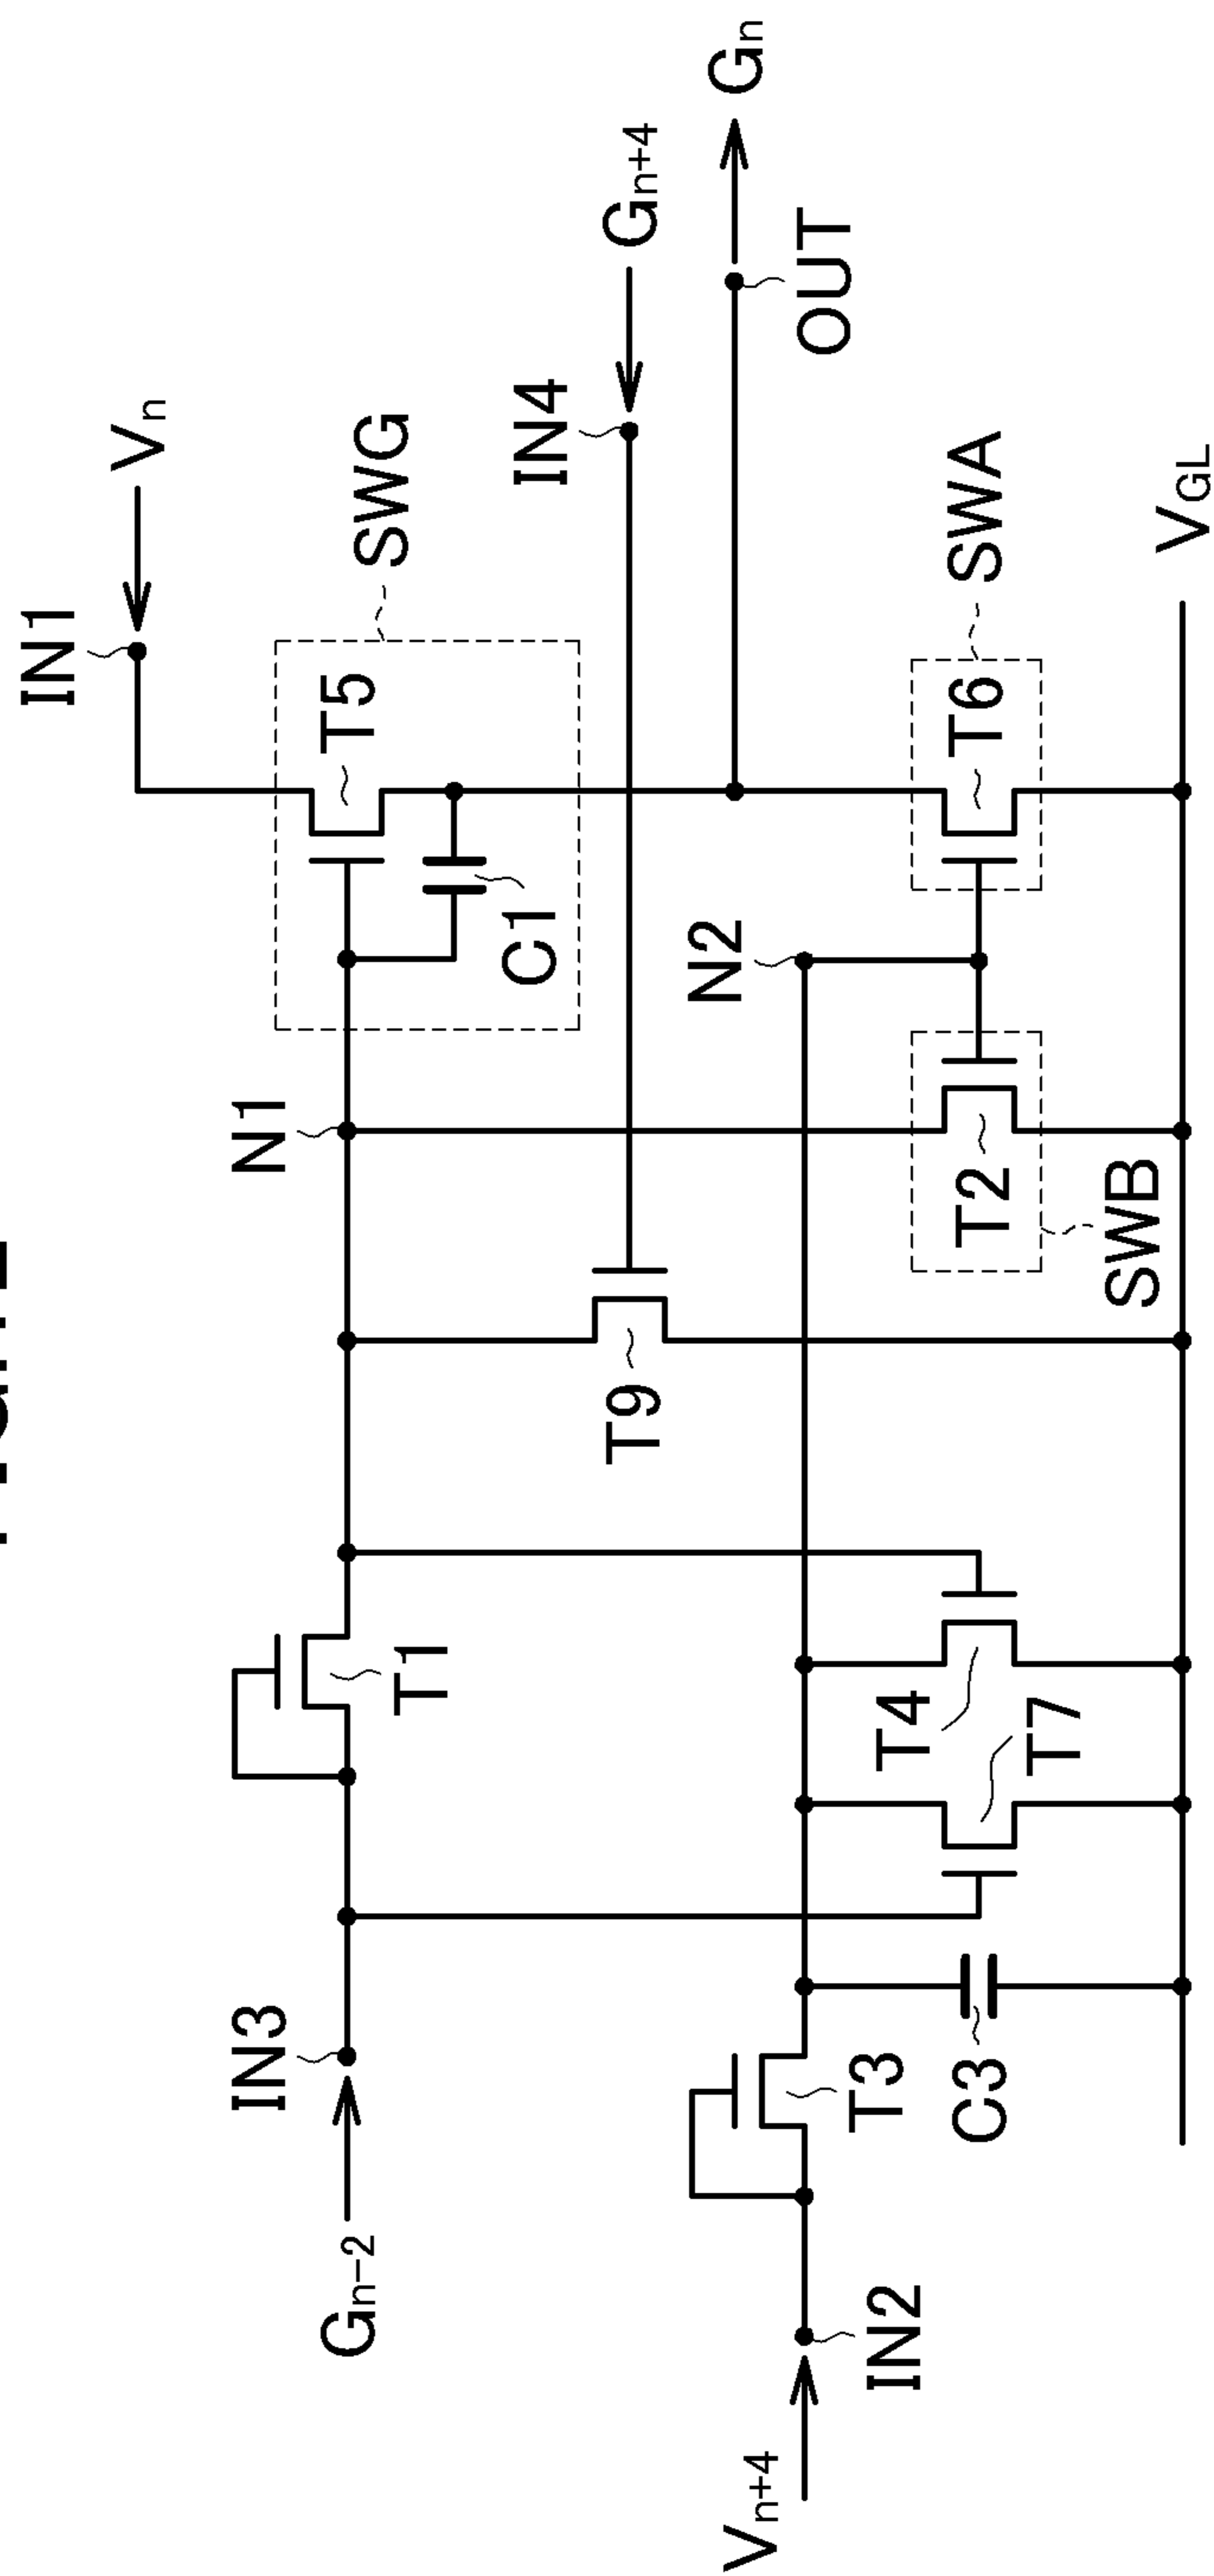 IN1
Vn
SWG
T5
C1
IN4
Gn+4
Gn
OUT
N1
N2
SWA
T6
T2
SWB
VGL
T9
T1
IN3
Gn−2
T4
T7
T3
C3
IN2
Vn+4